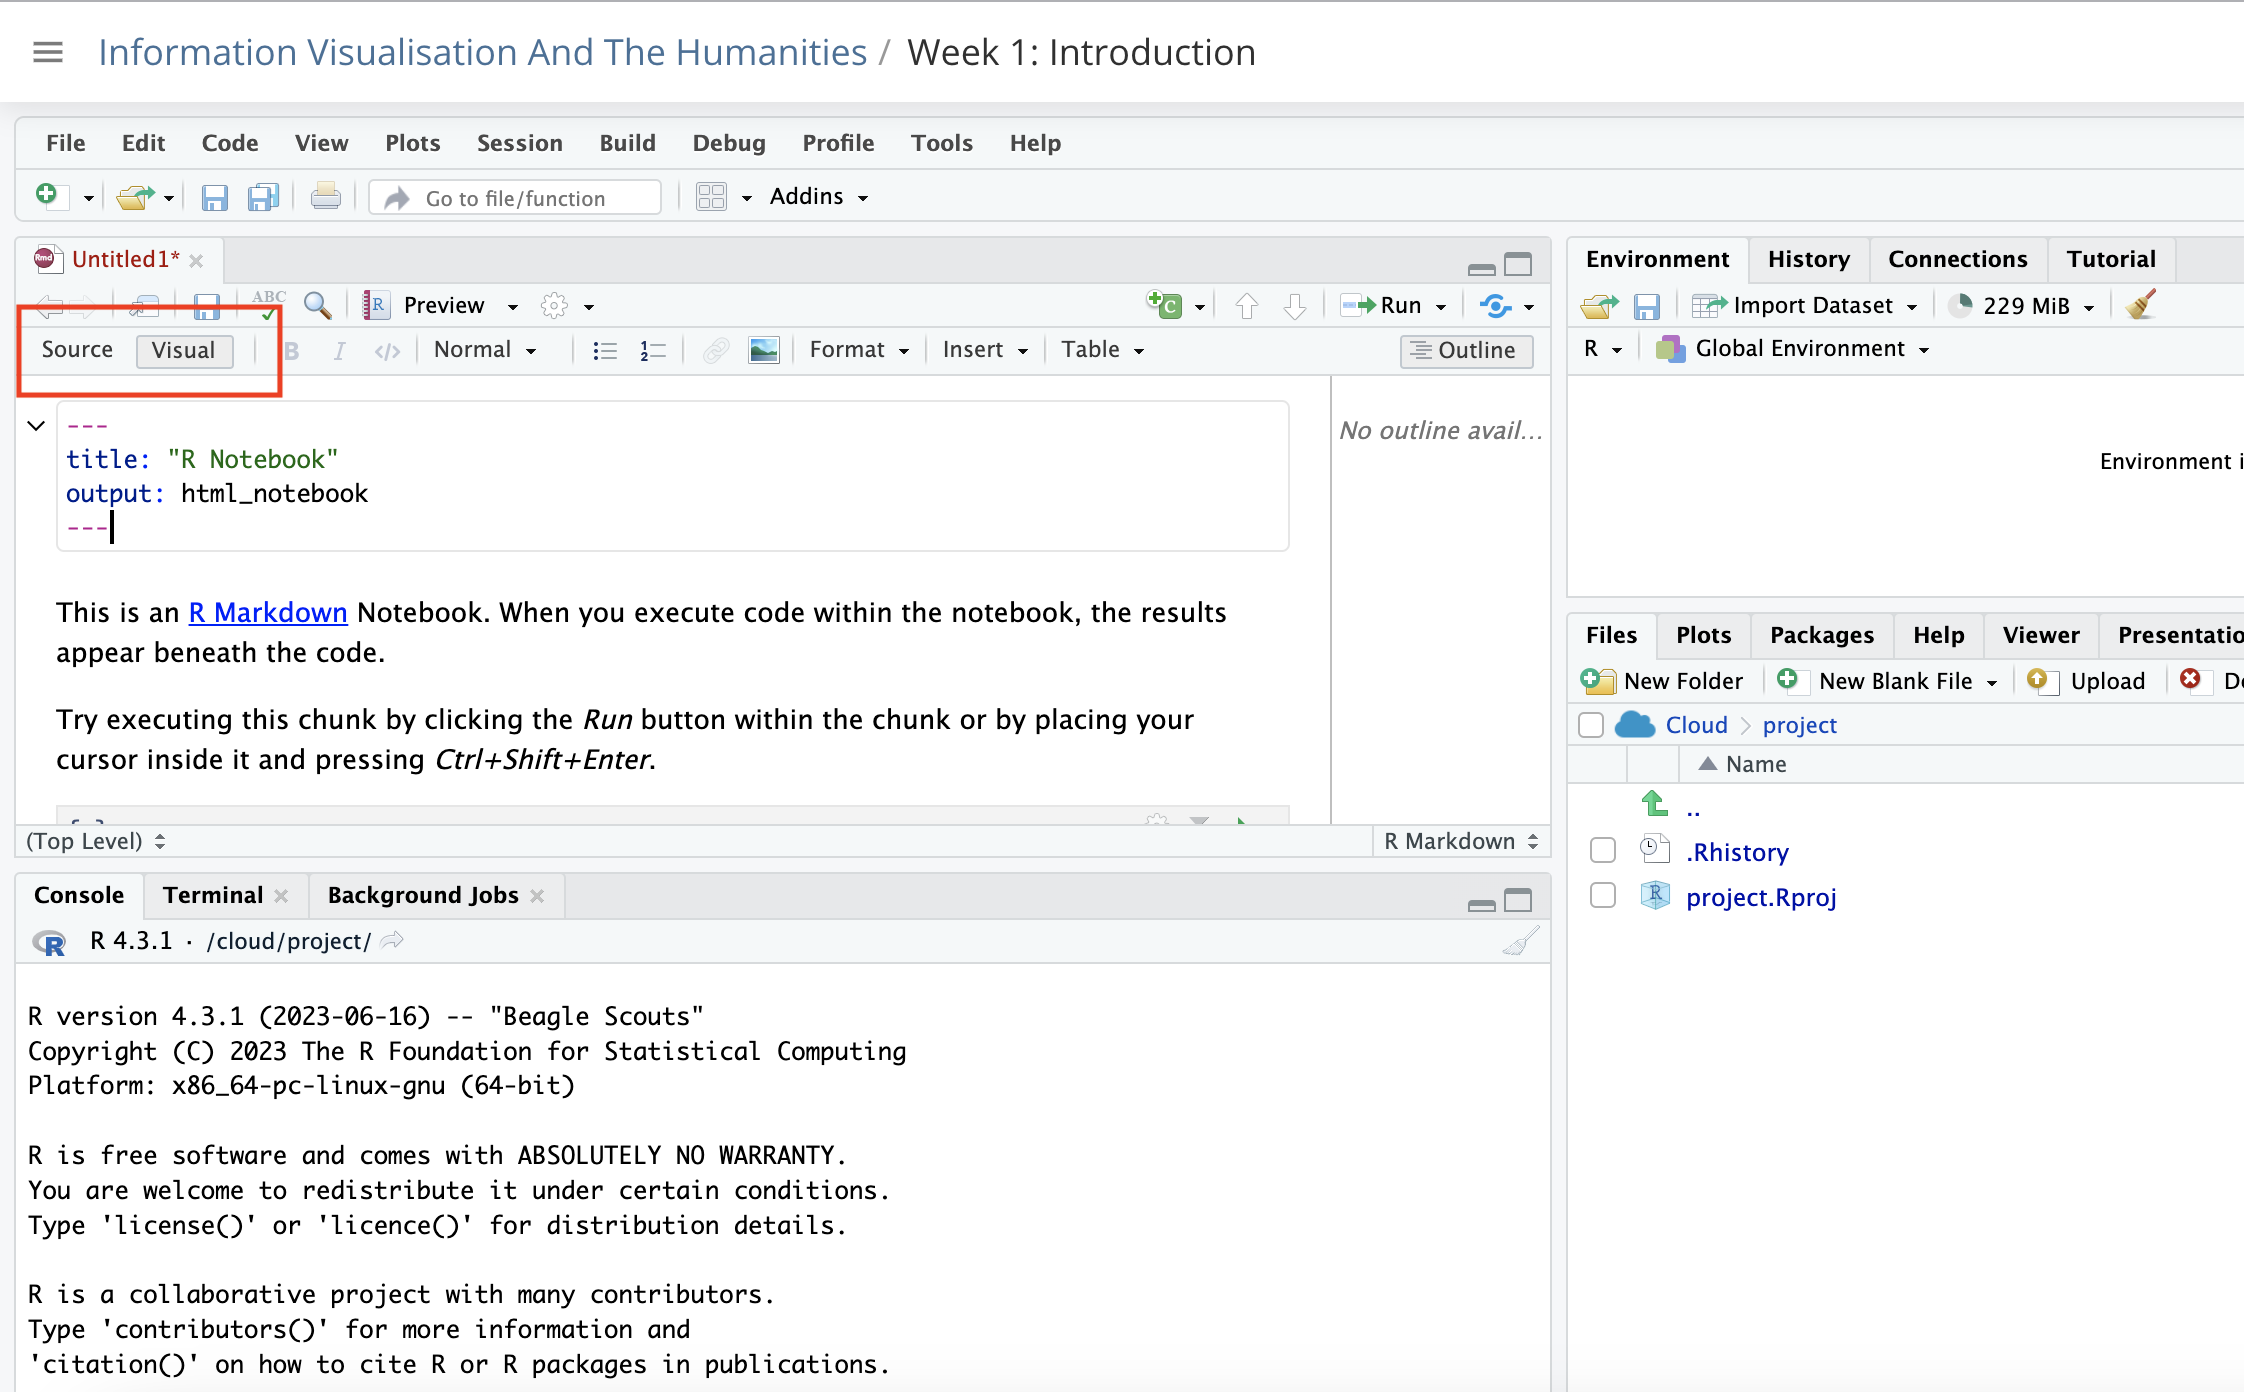 Information Visualisation And The Humanities / Week 1: Introduction
File Edit Code View Plots Session Build Debug Profile Tools Help
Go to file/function Addins
Untitled1*
ABC Preview Run
Source Visual B I </> Normal Format Insert Table Outline
---
title: "R Notebook"
output: html_notebook
---
No outline avail...
This is an R Markdown Notebook. When you execute code within the notebook, the results
appear beneath the code.
Try executing this chunk by clicking the Run button within the chunk or by placing your
cursor inside it and pressing Ctrl+Shift+Enter.
(Top Level) R Markdown
Console Terminal Background Jobs
R 4.3.1 · /cloud/project/
R version 4.3.1 (2023-06-16) -- "Beagle Scouts"
Copyright (C) 2023 The R Foundation for Statistical Computing
Platform: x86_64-pc-linux-gnu (64-bit)
R is free software and comes with ABSOLUTELY NO WARRANTY.
You are welcome to redistribute it under certain conditions.
Type 'license()' or 'licence()' for distribution details.
R is a collaborative project with many contributors.
Type 'contributors()' for more information and
'citation()' on how to cite R or R packages in publications.
Environment History Connections Tutorial
Import Dataset 229 MiB
R Global Environment
Environment i
Files Plots Packages Help Viewer Presentatio
New Folder New Blank File Upload D
Cloud project
Name
..
.Rhistory
project.Rproj